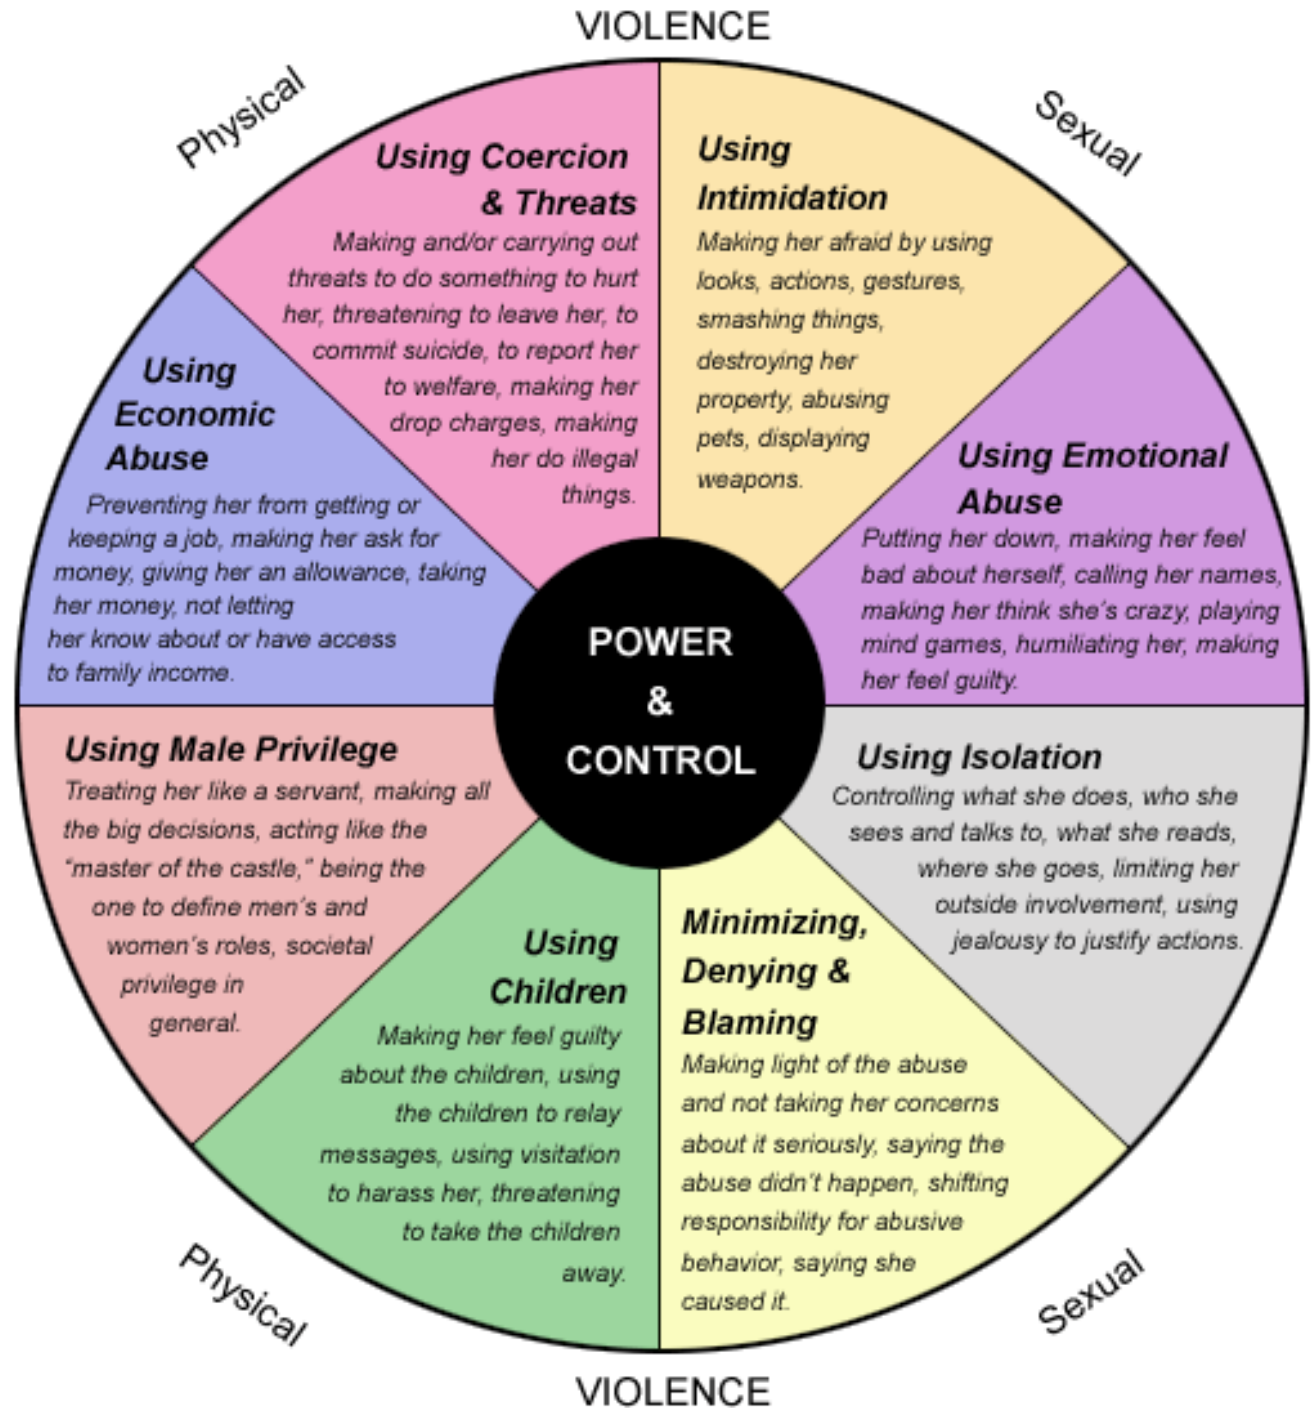 VIOLENCE
Physical
Sexual
Using Coercion
& Threats
Making and/or carrying out
threats to do something to hurt
her, threatening to leave her, to
commit suicide, to report her
to welfare, making her
drop charges, making
her do illegal
things.
Using
Intimidation
Making her afraid by using
looks, actions, gestures,
smashing things,
destroying her
property, abusing
pets, displaying
weapons.
Using Emotional
Abuse
Putting her down, making her feel
bad about herself, calling her names,
making her think she's crazy, playing
mind games, humiliating her, making
her feel guilty.
Using Isolation
Controlling what she does, who she
sees and talks to, what she reads,
where she goes, limiting her
outside involvement, using
jealousy to justify actions.
Minimizing,
Denying &
Blaming
Making light of the abuse
and not taking her concerns
about it seriously, saying the
abuse didn't happen, shifting
responsibility for abusive
behavior, saying she
caused it.
Using
Children
Making her feel guilty
about the children, using
the children to relay
messages, using visitation
to harass her, threatening
to take the children
away.
Using Male Privilege
Treating her like a servant, making all
the big decisions, acting like the
“master of the castle,” being the
one to define men's and
women's roles, societal
privilege in
general.
Using
Economic
Abuse
Preventing her from getting or
keeping a job, making her ask for
money, giving her an allowance, taking
her money, not letting
her know about or have access
to family income.
POWER
&
CONTROL
Physical
Sexual
VIOLENCE